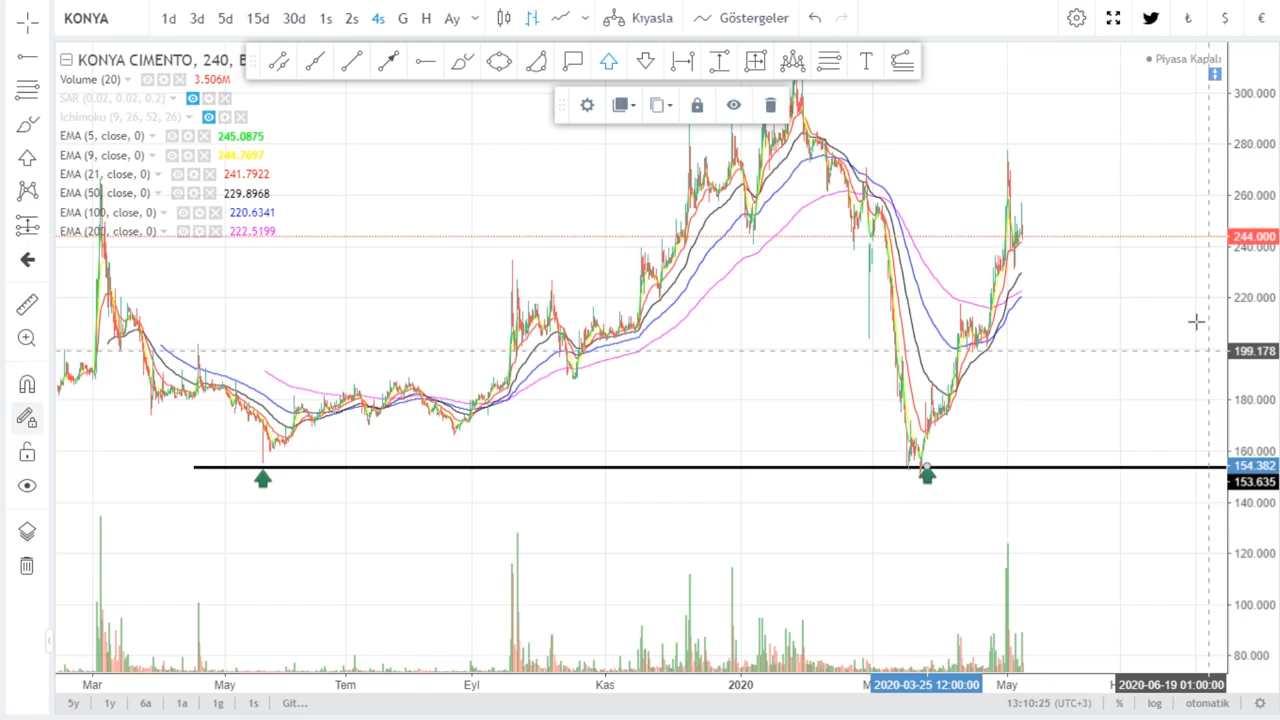 KONYA 1d 3d 5d 15d 30d 1s 2s 4s G H Ay Kıyasla Göstergeler ₺ $ €
KONYA CIMENTO, 240, B
Piyasa Kapalı
Volume (20) 3.506M
SAR (0.02, 0.02, 0.2)
Ichimoku (9, 26, 52, 26)
EMA (5, close, 0) 245.0875
EMA (9, close, 0) 244.7697
EMA (21, close, 0) 241.7922
EMA (50, close, 0) 229.8968
EMA (100, close, 0) 220.6341
EMA (200, close, 0) 222.5199
300.000
280.000
260.000
244.000
240.000
220.000
199.178
180.000
160.000
154.382
153.635
140.000
120.000
100.000
80.000
Mar May Tem Eyl Kas 2020 M 2020-03-25 12:00:00 May 2020-06-19 01:00:00
5y 1y 6a 1a 1g 1s Git... 13:10:25 (UTC+3) % log otomatik